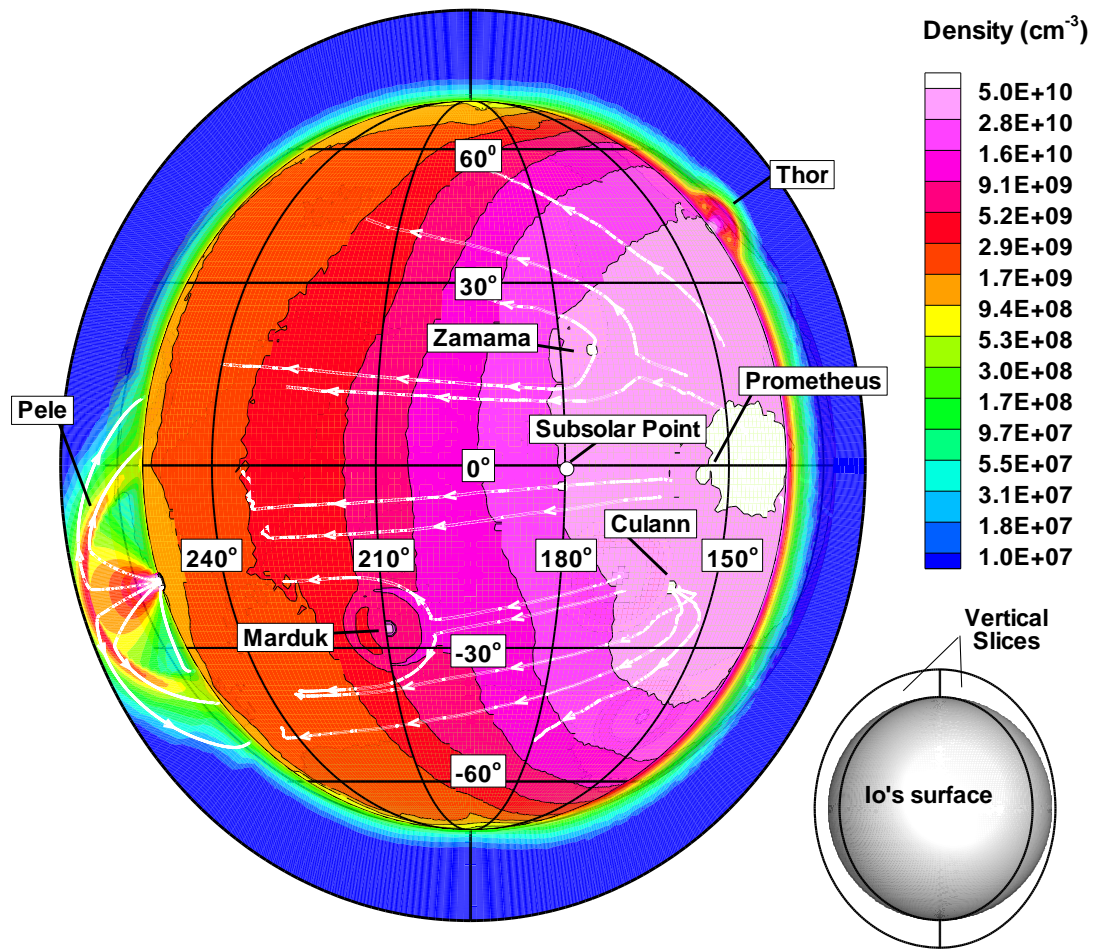 Density (cm⁻³)
5.0E+10
2.8E+10
1.6E+10
9.1E+09
5.2E+09
2.9E+09
1.7E+09
9.4E+08
5.3E+08
3.0E+08
1.7E+08
9.7E+07
5.5E+07
3.1E+07
1.8E+07
1.0E+07
60⁰
Thor
30°
Zamama
Prometheus
Pele
Subsolar Point
0°
Culann
240°
210°
180°
150°
Marduk
-30°
-60°
Vertical
Slices
Io's surface